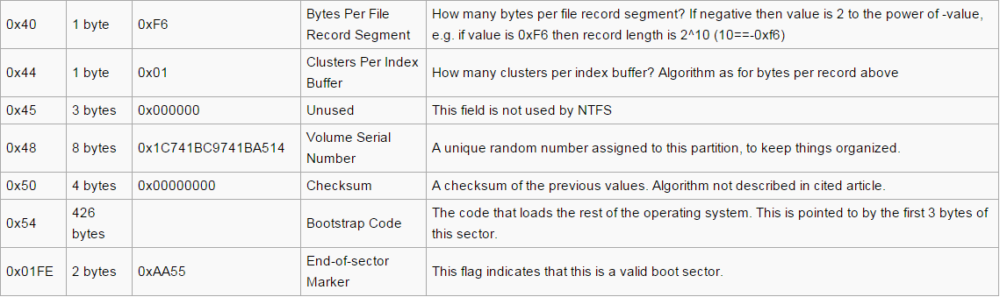 0x40 1 byte 0xF6 Bytes Per File Record Segment How many bytes per file record segment? If negative then value is 2 to the power of -value, e.g. if value is 0xF6 then record length is 2^10 (10==-0xf6)
0x44 1 byte 0x01 Clusters Per Index Buffer How many clusters per index buffer? Algorithm as for bytes per record above
0x45 3 bytes 0x000000 Unused This field is not used by NTFS
0x48 8 bytes 0x1C741BC9741BA514 Volume Serial Number A unique random number assigned to this partition, to keep things organized.
0x50 4 bytes 0x00000000 Checksum A checksum of the previous values. Algorithm not described in cited article.
0x54 426 bytes Bootstrap Code The code that loads the rest of the operating system. This is pointed to by the first 3 bytes of this sector.
0x01FE 2 bytes 0xAA55 End-of-sector Marker This flag indicates that this is a valid boot sector.